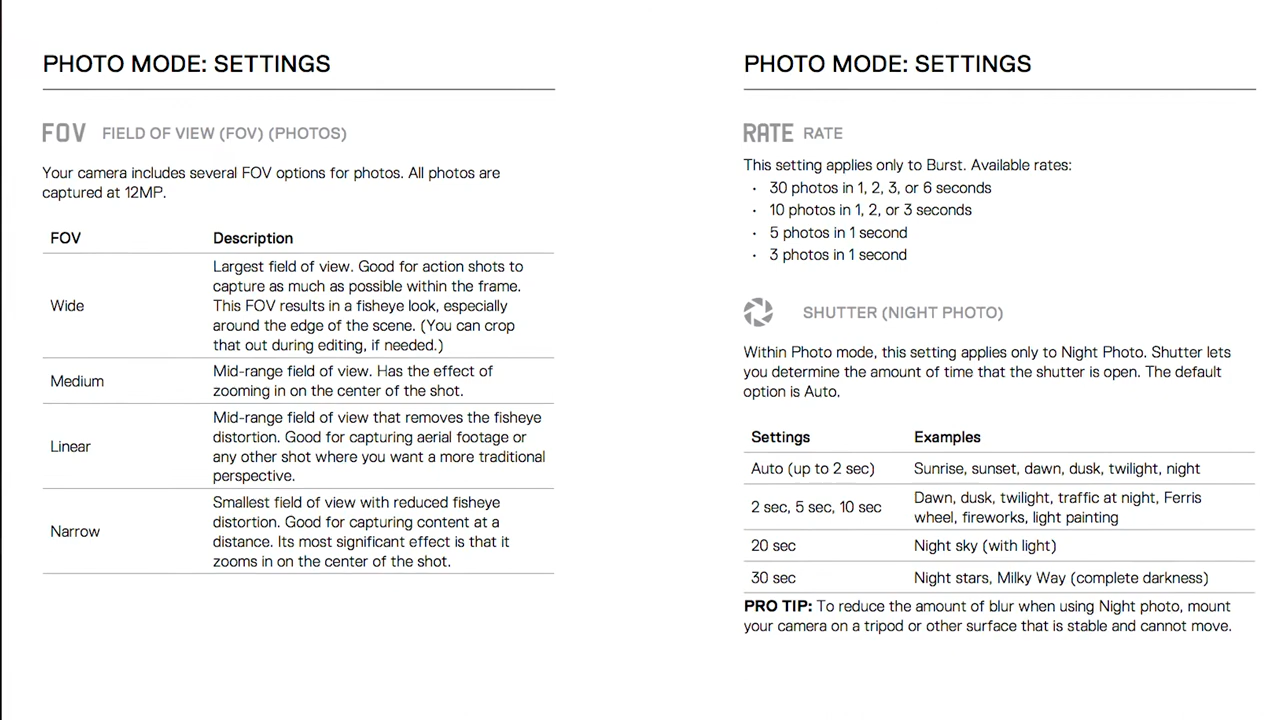 PHOTO MODE: SETTINGS
FOV FIELD OF VIEW (FOV) (PHOTOS)
Your camera includes several FOV options for photos. All photos are
captured at 12MP.
FOV Description
Wide
Largest field of view. Good for action shots to
capture as much as possible within the frame.
This FOV results in a fisheye look, especially
around the edge of the scene. (You can crop
that out during editing, if needed.)
Medium
Mid-range field of view. Has the effect of
zooming in on the center of the shot.
Linear
Mid-range field of view that removes the fisheye
distortion. Good for capturing aerial footage or
any other shot where you want a more traditional
perspective.
Narrow
Smallest field of view with reduced fisheye
distortion. Good for capturing content at a
distance. Its most significant effect is that it
zooms in on the center of the shot.
PHOTO MODE: SETTINGS
RATE RATE
This setting applies only to Burst. Available rates:
· 30 photos in 1, 2, 3, or 6 seconds
· 10 photos in 1, 2, or 3 seconds
· 5 photos in 1 second
· 3 photos in 1 second
SHUTTER (NIGHT PHOTO)
Within Photo mode, this setting applies only to Night Photo. Shutter lets
you determine the amount of time that the shutter is open. The default
option is Auto.
Settings Examples
Auto (up to 2 sec) Sunrise, sunset, dawn, dusk, twilight, night
2 sec, 5 sec, 10 sec
Dawn, dusk, twilight, traffic at night, Ferris
wheel, fireworks, light painting
20 sec Night sky (with light)
30 sec Night stars, Milky Way (complete darkness)
PRO TIP: To reduce the amount of blur when using Night photo, mount
your camera on a tripod or other surface that is stable and cannot move.